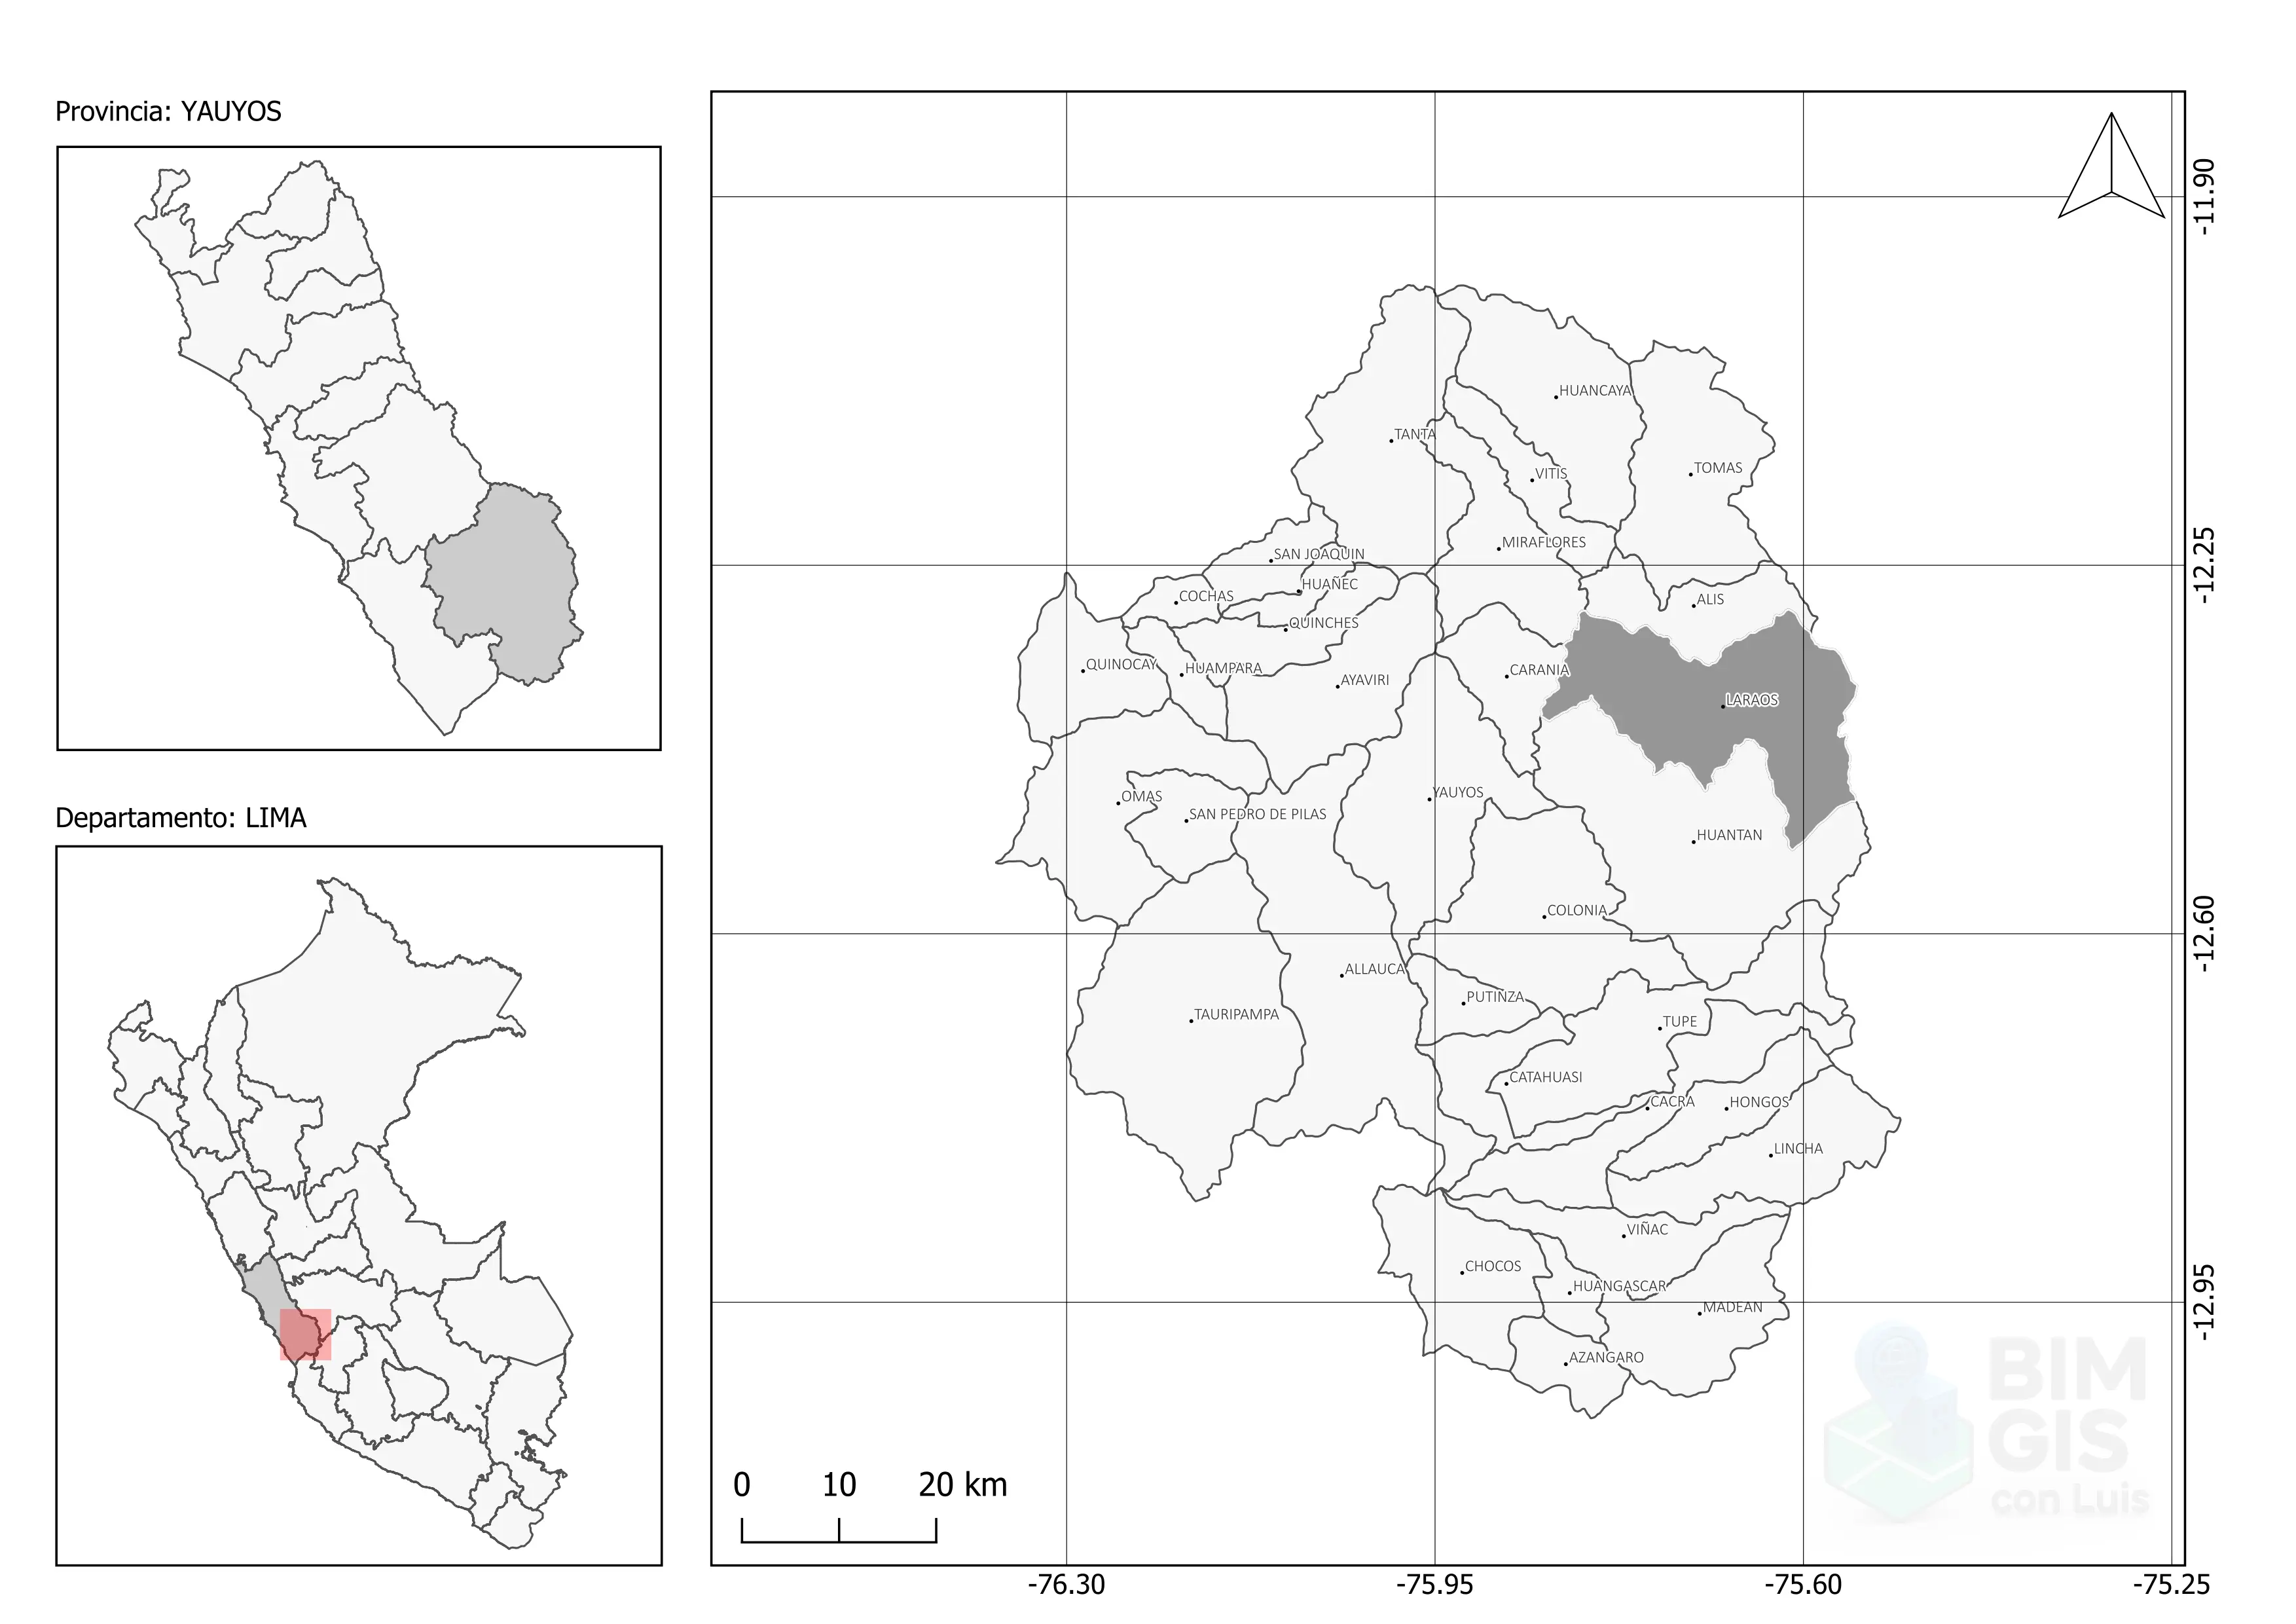 Provincia: YAUYOS
Departamento: LIMA
HUANCAYA
TANTA
TOMAS
VITIS
MIRAFLORES
SAN JOAQUIN
HUAÑEC
COCHAS
ALIS
QUINCHES
QUINOCAY
HUAMPARA
CARANIA
AYAVIRI
LARAOS
YAUYOS
OMAS
SAN PEDRO DE PILAS
HUANTAN
COLONIA
ALLAUCA
PUTINZA
TAURIPAMPA
TUPE
CATAHUASI
CACRA
HONGOS
LINCHA
VIÑAC
CHOCOS
HUANGASCAR
MADEAN
AZANGARO
-11.90
-12.25
-12.60
-12.95
0 10 20 km
BIM
GIS
con Luis
-76.30 -75.95 -75.60 -75.25